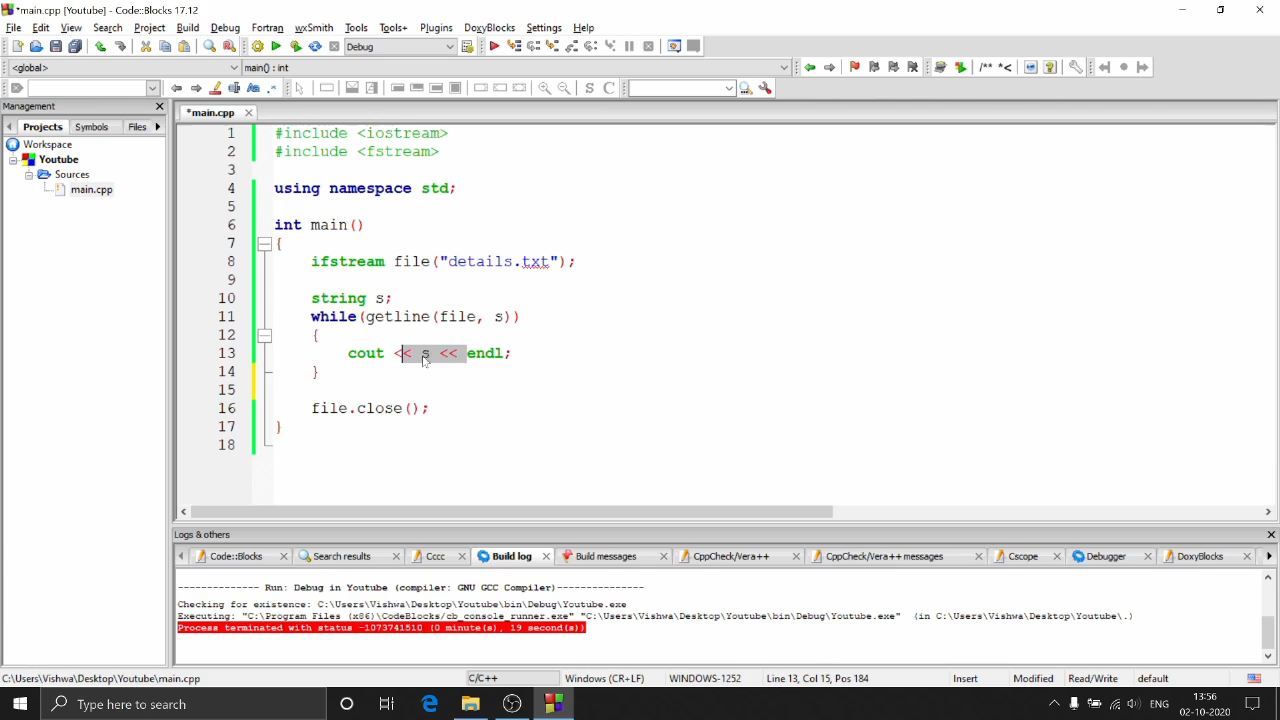 *main.cpp [Youtube] - Code::Blocks 17.12
File Edit View Search Project Build Debug Fortran wxSmith Tools Tools+ Plugins DoxyBlocks Settings Help
Debug
<global> main() : int
/** *<
S C
Management
Projects Symbols Files
Workspace
Youtube
Sources
main.cpp
*main.cpp
1 #include <iostream>
2 #include <fstream>
3
4 using namespace std;
5
6 int main()
7 {
8 ifstream file("details.txt");
9
10 string s;
11 while(getline(file, s))
12 {
13 cout << s << endl;
14 }
15
16 file.close();
17 }
18
Logs & others
Code::Blocks Search results Cccc Build log Build messages CppCheck/Vera++ CppCheck/Vera++ messages Cscope Debugger DoxyBlocks
-------------- Run: Debug in Youtube (compiler: GNU GCC Compiler)---------------
Checking for existence: C:\Users\Vishwa\Desktop\Youtube\bin\Debug\Youtube.exe
Executing: "C:\Program Files (x86)\CodeBlocks/cb_console_runner.exe" "C:\Users\Vishwa\Desktop\Youtube\bin\Debug\Youtube.exe" (in C:\Users\Vishwa\Desktop\Youtube\.)
Process terminated with status -1073741510 (0 minute(s), 19 second(s))
C:\Users\Vishwa\Desktop\Youtube\main.cpp C/C++ Windows (CR+LF) WINDOWS-1252 Line 13, Col 15, Pos 184 Insert Modified Read/Write default
Type here to search
ENG
13:56
02-10-2020